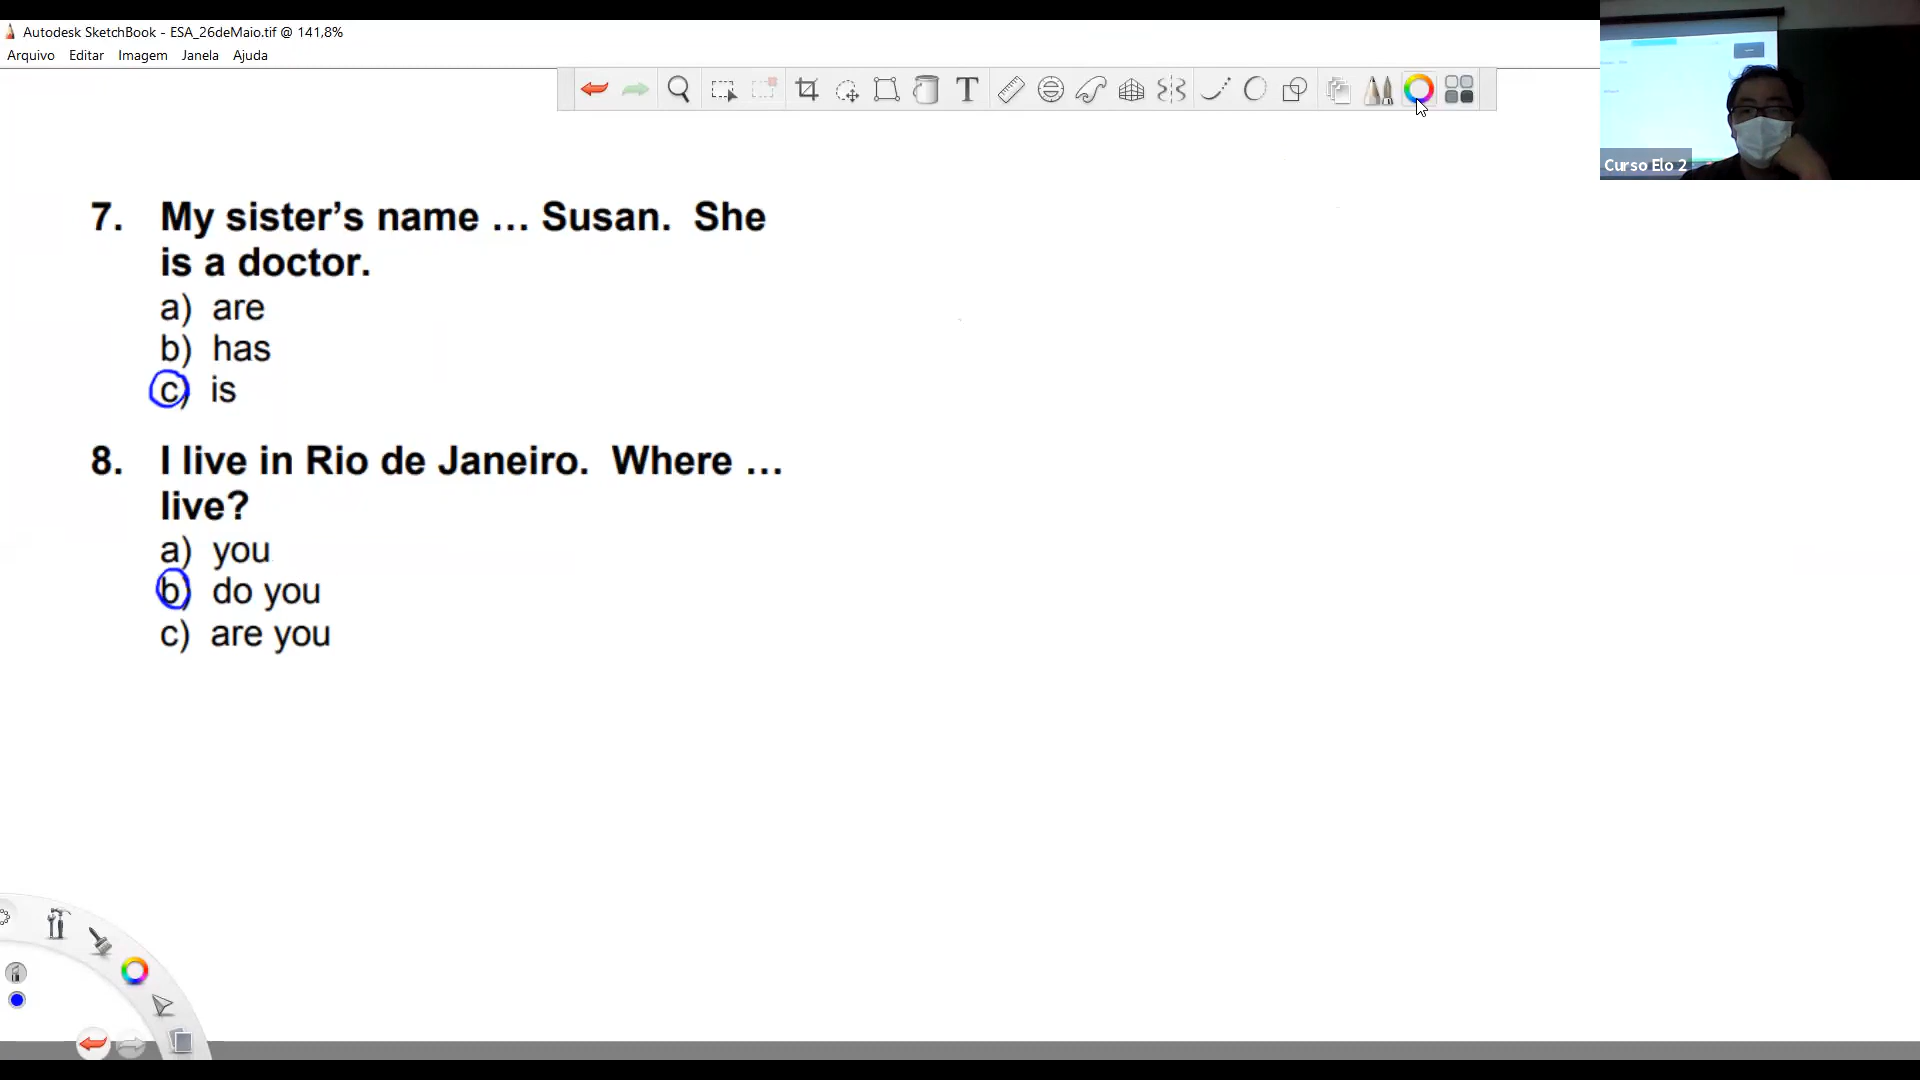 Autodesk SketchBook - ESA_26deMaio.tif @ 141,8%
Arquivo Editar Imagem Janela Ajuda
T
Curso Elo 2
7. My sister’s name … Susan. She
is a doctor.
a) are
b) has
c) is
8. I live in Rio de Janeiro. Where …
live?
a) you
b) do you
c) are you